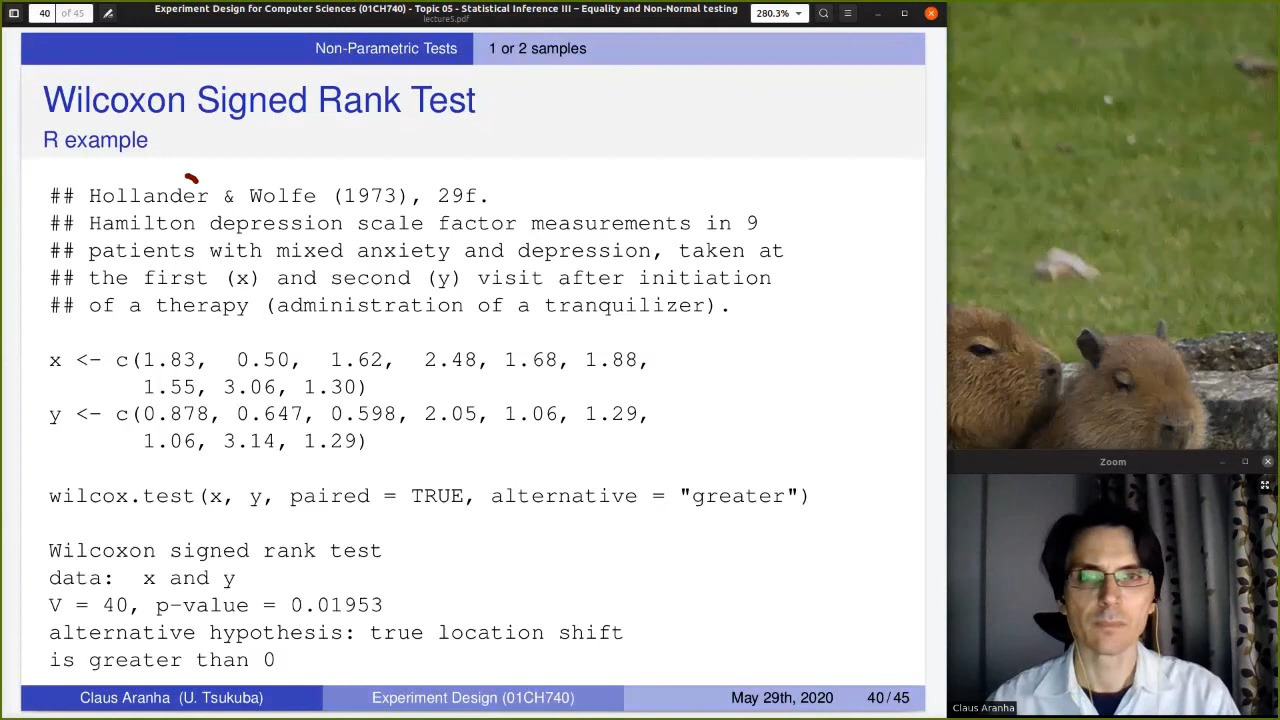 Experiment Design for Computer Sciences (01CH740) - Topic 05 - Statistical Inference III – Equality and Non-Normal testing
lecture5.pdf
40 of 45
280.3%
Non-Parametric Tests 1 or 2 samples
Wilcoxon Signed Rank Test
R example
## Hollander & Wolfe (1973), 29f.
## Hamilton depression scale factor measurements in 9
## patients with mixed anxiety and depression, taken at
## the first (x) and second (y) visit after initiation
## of a therapy (administration of a tranquilizer).
x <- c(1.83, 0.50, 1.62, 2.48, 1.68, 1.88,
1.55, 3.06, 1.30)
y <- c(0.878, 0.647, 0.598, 2.05, 1.06, 1.29,
1.06, 3.14, 1.29)
wilcox.test(x, y, paired = TRUE, alternative = "greater")
Wilcoxon signed rank test
data: x and y
V = 40, p-value = 0.01953
alternative hypothesis: true location shift
is greater than 0
Claus Aranha (U. Tsukuba) Experiment Design (01CH740) May 29th, 2020 40 / 45
Zoom
Claus Aranha